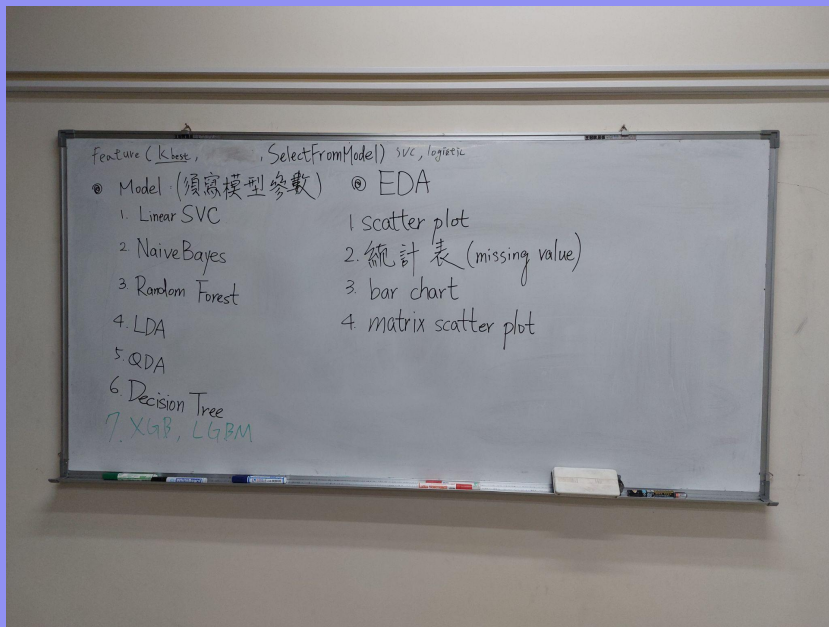 Feature (K best, , SelectFromModel) SVC, logistic
◎ Model (須寫模型參數)
1. Linear SVC
2. NaiveBayes
3. Random Forest
4. LDA
5. QDA
6. Decision Tree
7. XGB, LGBM
◎ EDA
1 scatter plot
2. 統計表 (missing value)
3. bar chart
4. matrix scatter plot